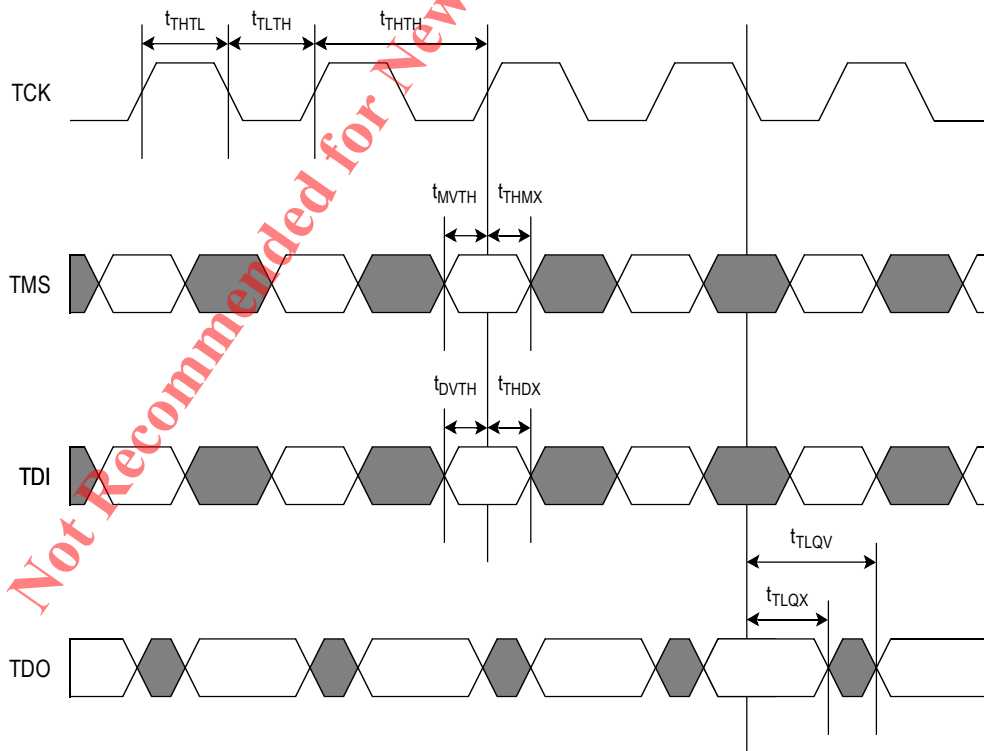 tTHTL tTLTH tTHTH
TCK
tMVTH tTHMX
TMS
tDVTH tTHDX
TDI
tTLQV
tTLQX
TDO
Not Recommended for New